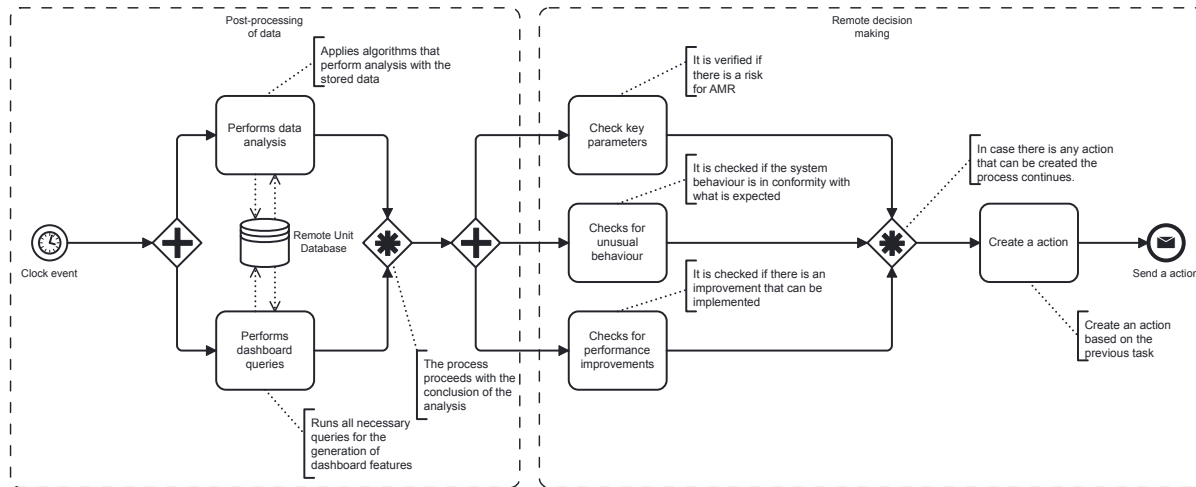 Post-processing
of data
Applies algorithms that
perform analysis with the
stored data
Performs data
analysis
Clock event
Remote Unit
Database
Performs
dashboard
queries
The process
proceeds with the
conclusion of the
analysis
Runs all necessary
queries for the
generation of
dashboard features
Remote decision
making
It is verified if
there is a risk
for AMR
Check key
parameters
It is checked if the system
behaviour is in conformity with
what is expected
Checks for
unusual
behaviour
It is checked if there is an
improvement that can be
implemented
Checks for
performance
improvements
In case there is any action
that can be created the
process continues.
Create a action
Send a action
Create an action
based on the
previous task